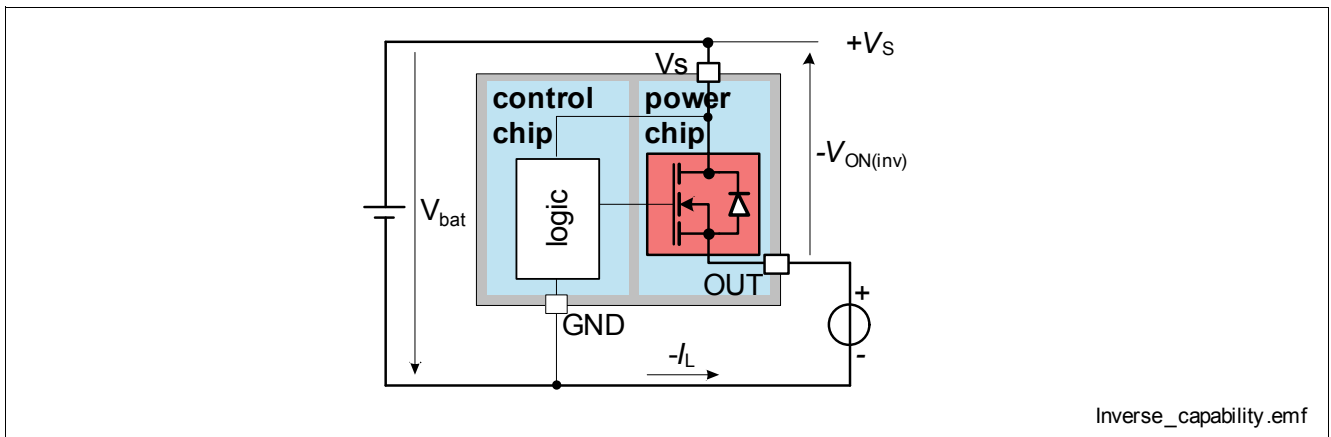 +VS
Vs
control
chip
power
chip
-VON(inv)
Vbat
logic
OUT
+
-
GND
-IL
Inverse_capability.emf